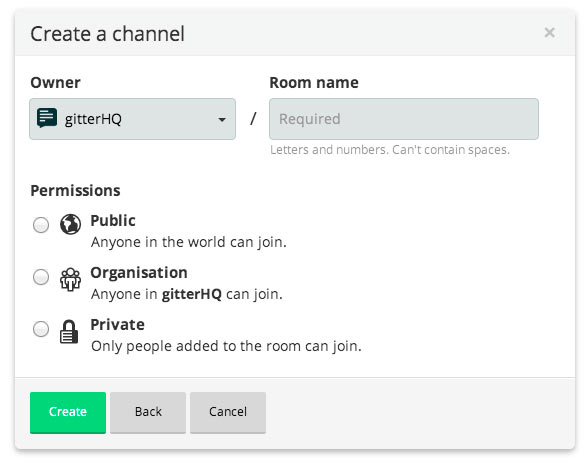 Create a channel ×
Owner Room name
gitterHQ / Required
Letters and numbers. Can't contain spaces.
Permissions
Public
Anyone in the world can join.
Organisation
Anyone in gitterHQ can join.
Private
Only people added to the room can join.
Create Back Cancel